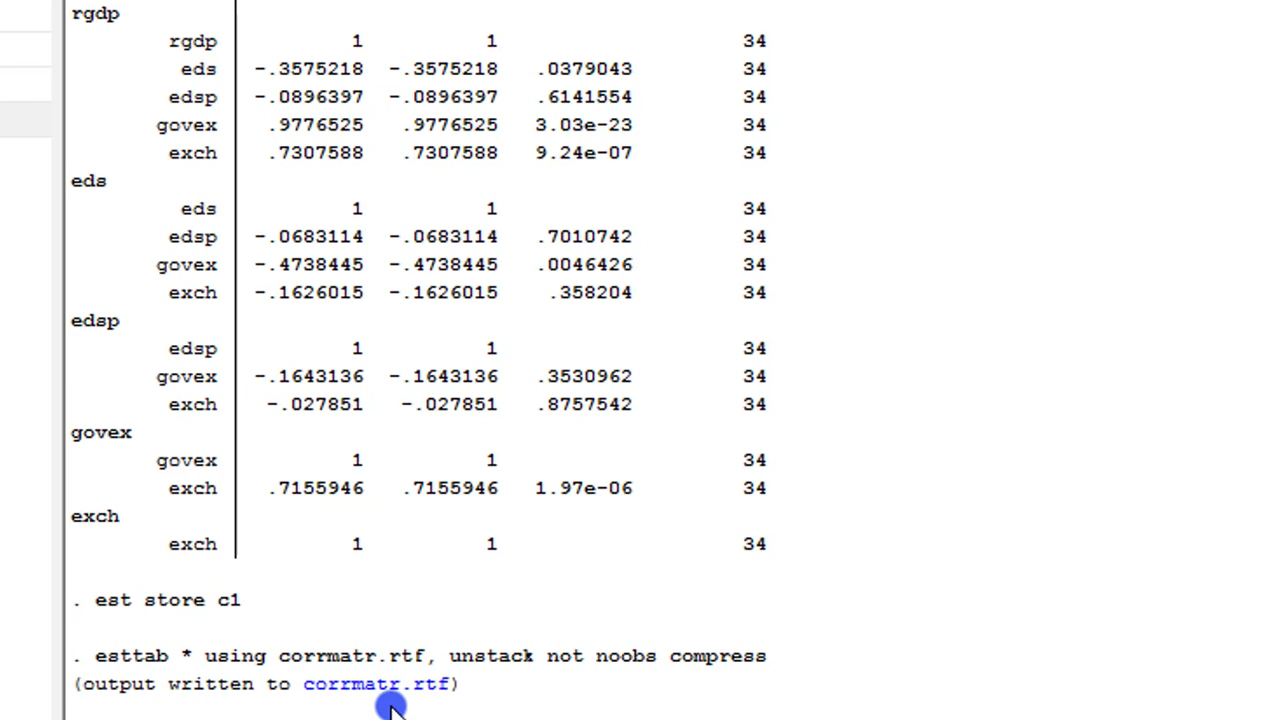 rgdp
rgdp 1 1 34
eds -.3575218 -.3575218 .0379043 34
edsp -.0896397 -.0896397 .6141554 34
govex .9776525 .9776525 3.03e-23 34
exch .7307588 .7307588 9.24e-07 34
eds
eds 1 1 34
edsp -.0683114 -.0683114 .7010742 34
govex -.4738445 -.4738445 .0046426 34
exch -.1626015 -.1626015 .358204 34
edsp
edsp 1 1 34
govex -.1643136 -.1643136 .3530962 34
exch -.027851 -.027851 .8757542 34
govex
govex 1 1 34
exch .7155946 .7155946 1.97e-06 34
exch
exch 1 1 34
. est store c1
. esttab * using corrmatr.rtf, unstack not noobs compress
(output written to corrmatr.rtf)